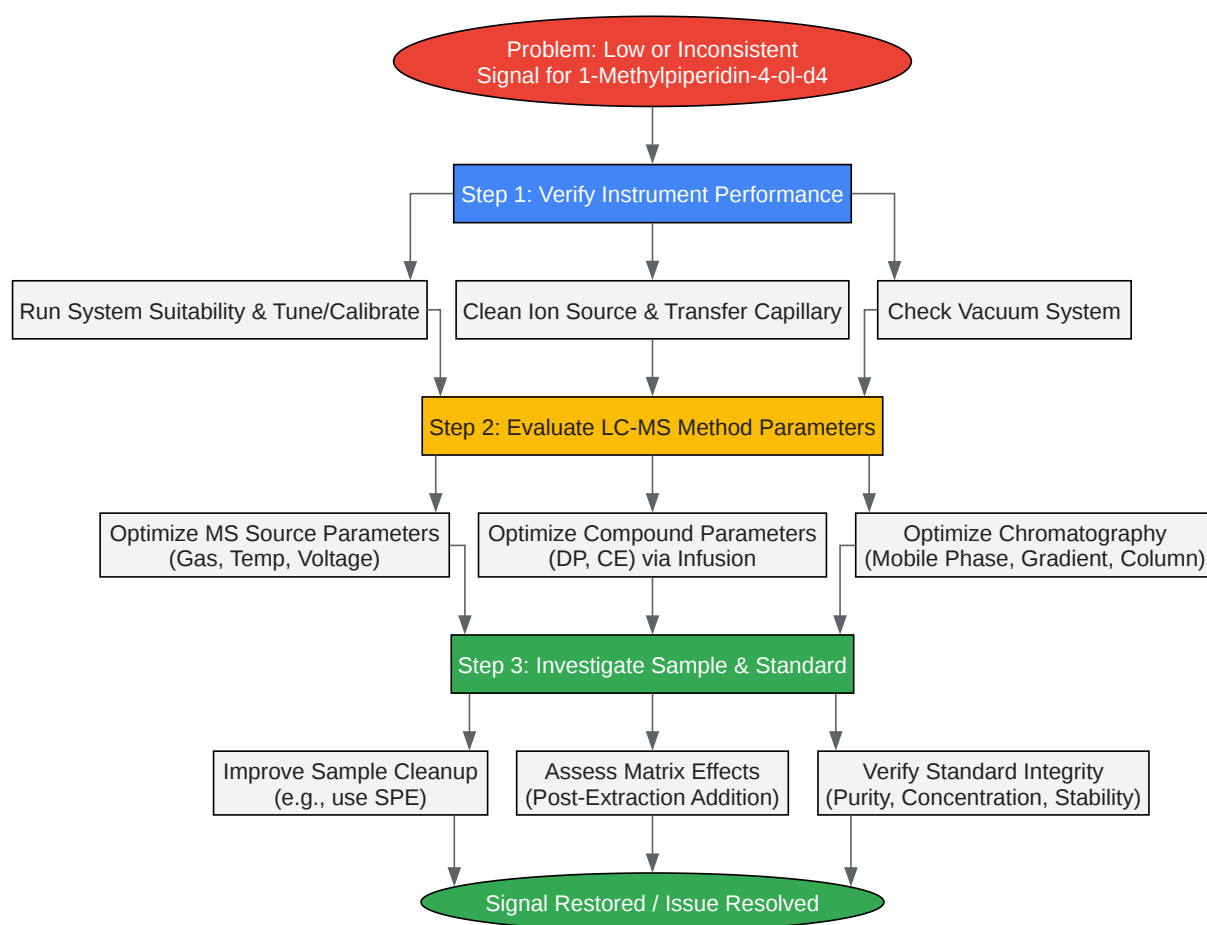 Problem: Low or Inconsistent
Signal for 1-Methylpiperidin-4-ol-d4
Step 1: Verify Instrument Performance
Run System Suitability & Tune/Calibrate
Clean Ion Source & Transfer Capillary
Check Vacuum System
Step 2: Evaluate LC-MS Method Parameters
Optimize MS Source Parameters
(Gas, Temp, Voltage)
Optimize Compound Parameters
(DP, CE) via Infusion
Optimize Chromatography
(Mobile Phase, Gradient, Column)
Step 3: Investigate Sample & Standard
Improve Sample Cleanup
(e.g., use SPE)
Assess Matrix Effects
(Post-Extraction Addition)
Verify Standard Integrity
(Purity, Concentration, Stability)
Signal Restored / Issue Resolved